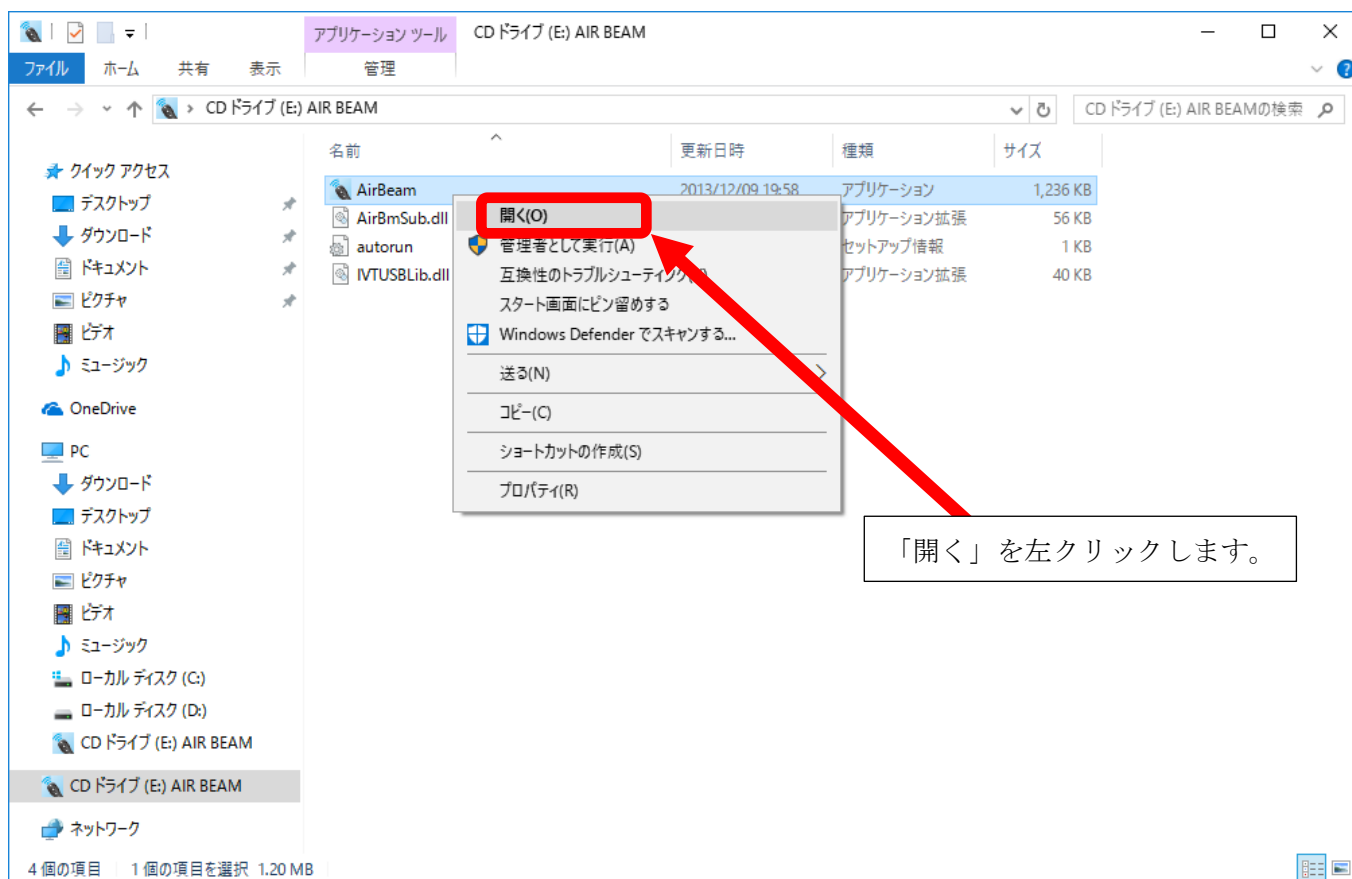 アプリケーション ツール CD ドライブ (E:) AIR BEAM
ファイル ホーム 共有 表示 管理
CD ドライブ (E:) AIR BEAM CD ドライブ (E:) AIR BEAMの検索
名前 更新日時 種類 サイズ
クイック アクセス
デスクトップ
ダウンロード
ドキュメント
ピクチャ
ビデオ
ミュージック
OneDrive
PC
ダウンロード
デスクトップ
ドキュメント
ピクチャ
ビデオ
ミュージック
ローカル ディスク (C:)
ローカル ディスク (D:)
CD ドライブ (E:) AIR BEAM
CD ドライブ (E:) AIR BEAM
ネットワーク
AirBeam 2013/12/09 19:58 アプリケーション 1,236 KB
AirBmSub.dll アプリケーション拡張 56 KB
autorun セットアップ情報 1 KB
IVTUSBLib.dll アプリケーション拡張 40 KB
開く(O)
管理者として実行(A)
互換性のトラブルシューティング
スタート画面にピン留めする
Windows Defender でスキャンする...
送る(N)
コピー(C)
ショートカットの作成(S)
プロパティ(R)
「開く」を左クリックします。
4 個の項目 1 個の項目を選択 1.20 MB